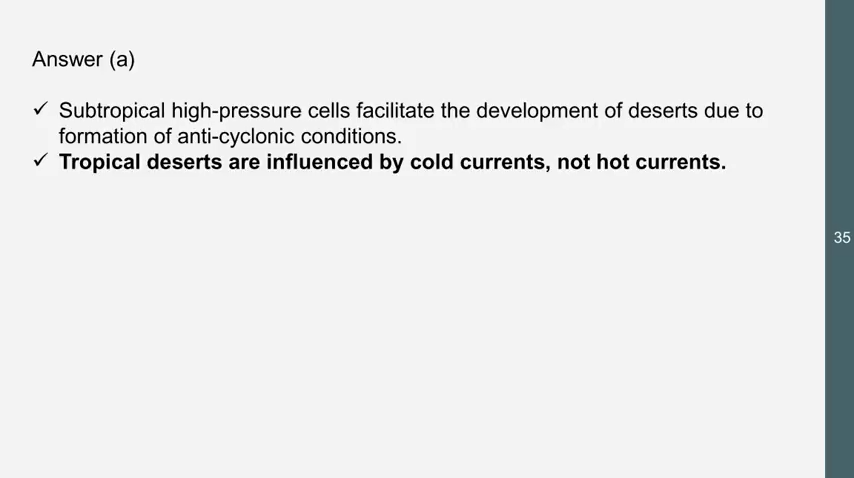 Answer (a)
✓ Subtropical high-pressure cells facilitate the development of deserts due to
formation of anti-cyclonic conditions.
✓ Tropical deserts are influenced by cold currents, not hot currents.
35